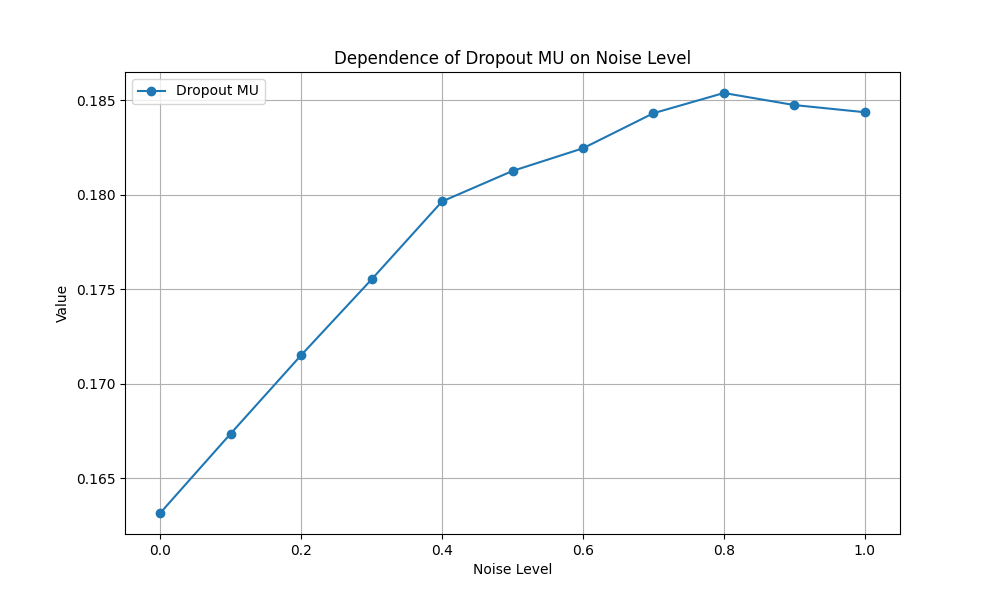 Dependence of Dropout MU on Noise Level
Dropout MU
0.185
0.180
0.175
0.170
0.165
Value
0.0 0.2 0.4 0.6 0.8 1.0
Noise Level